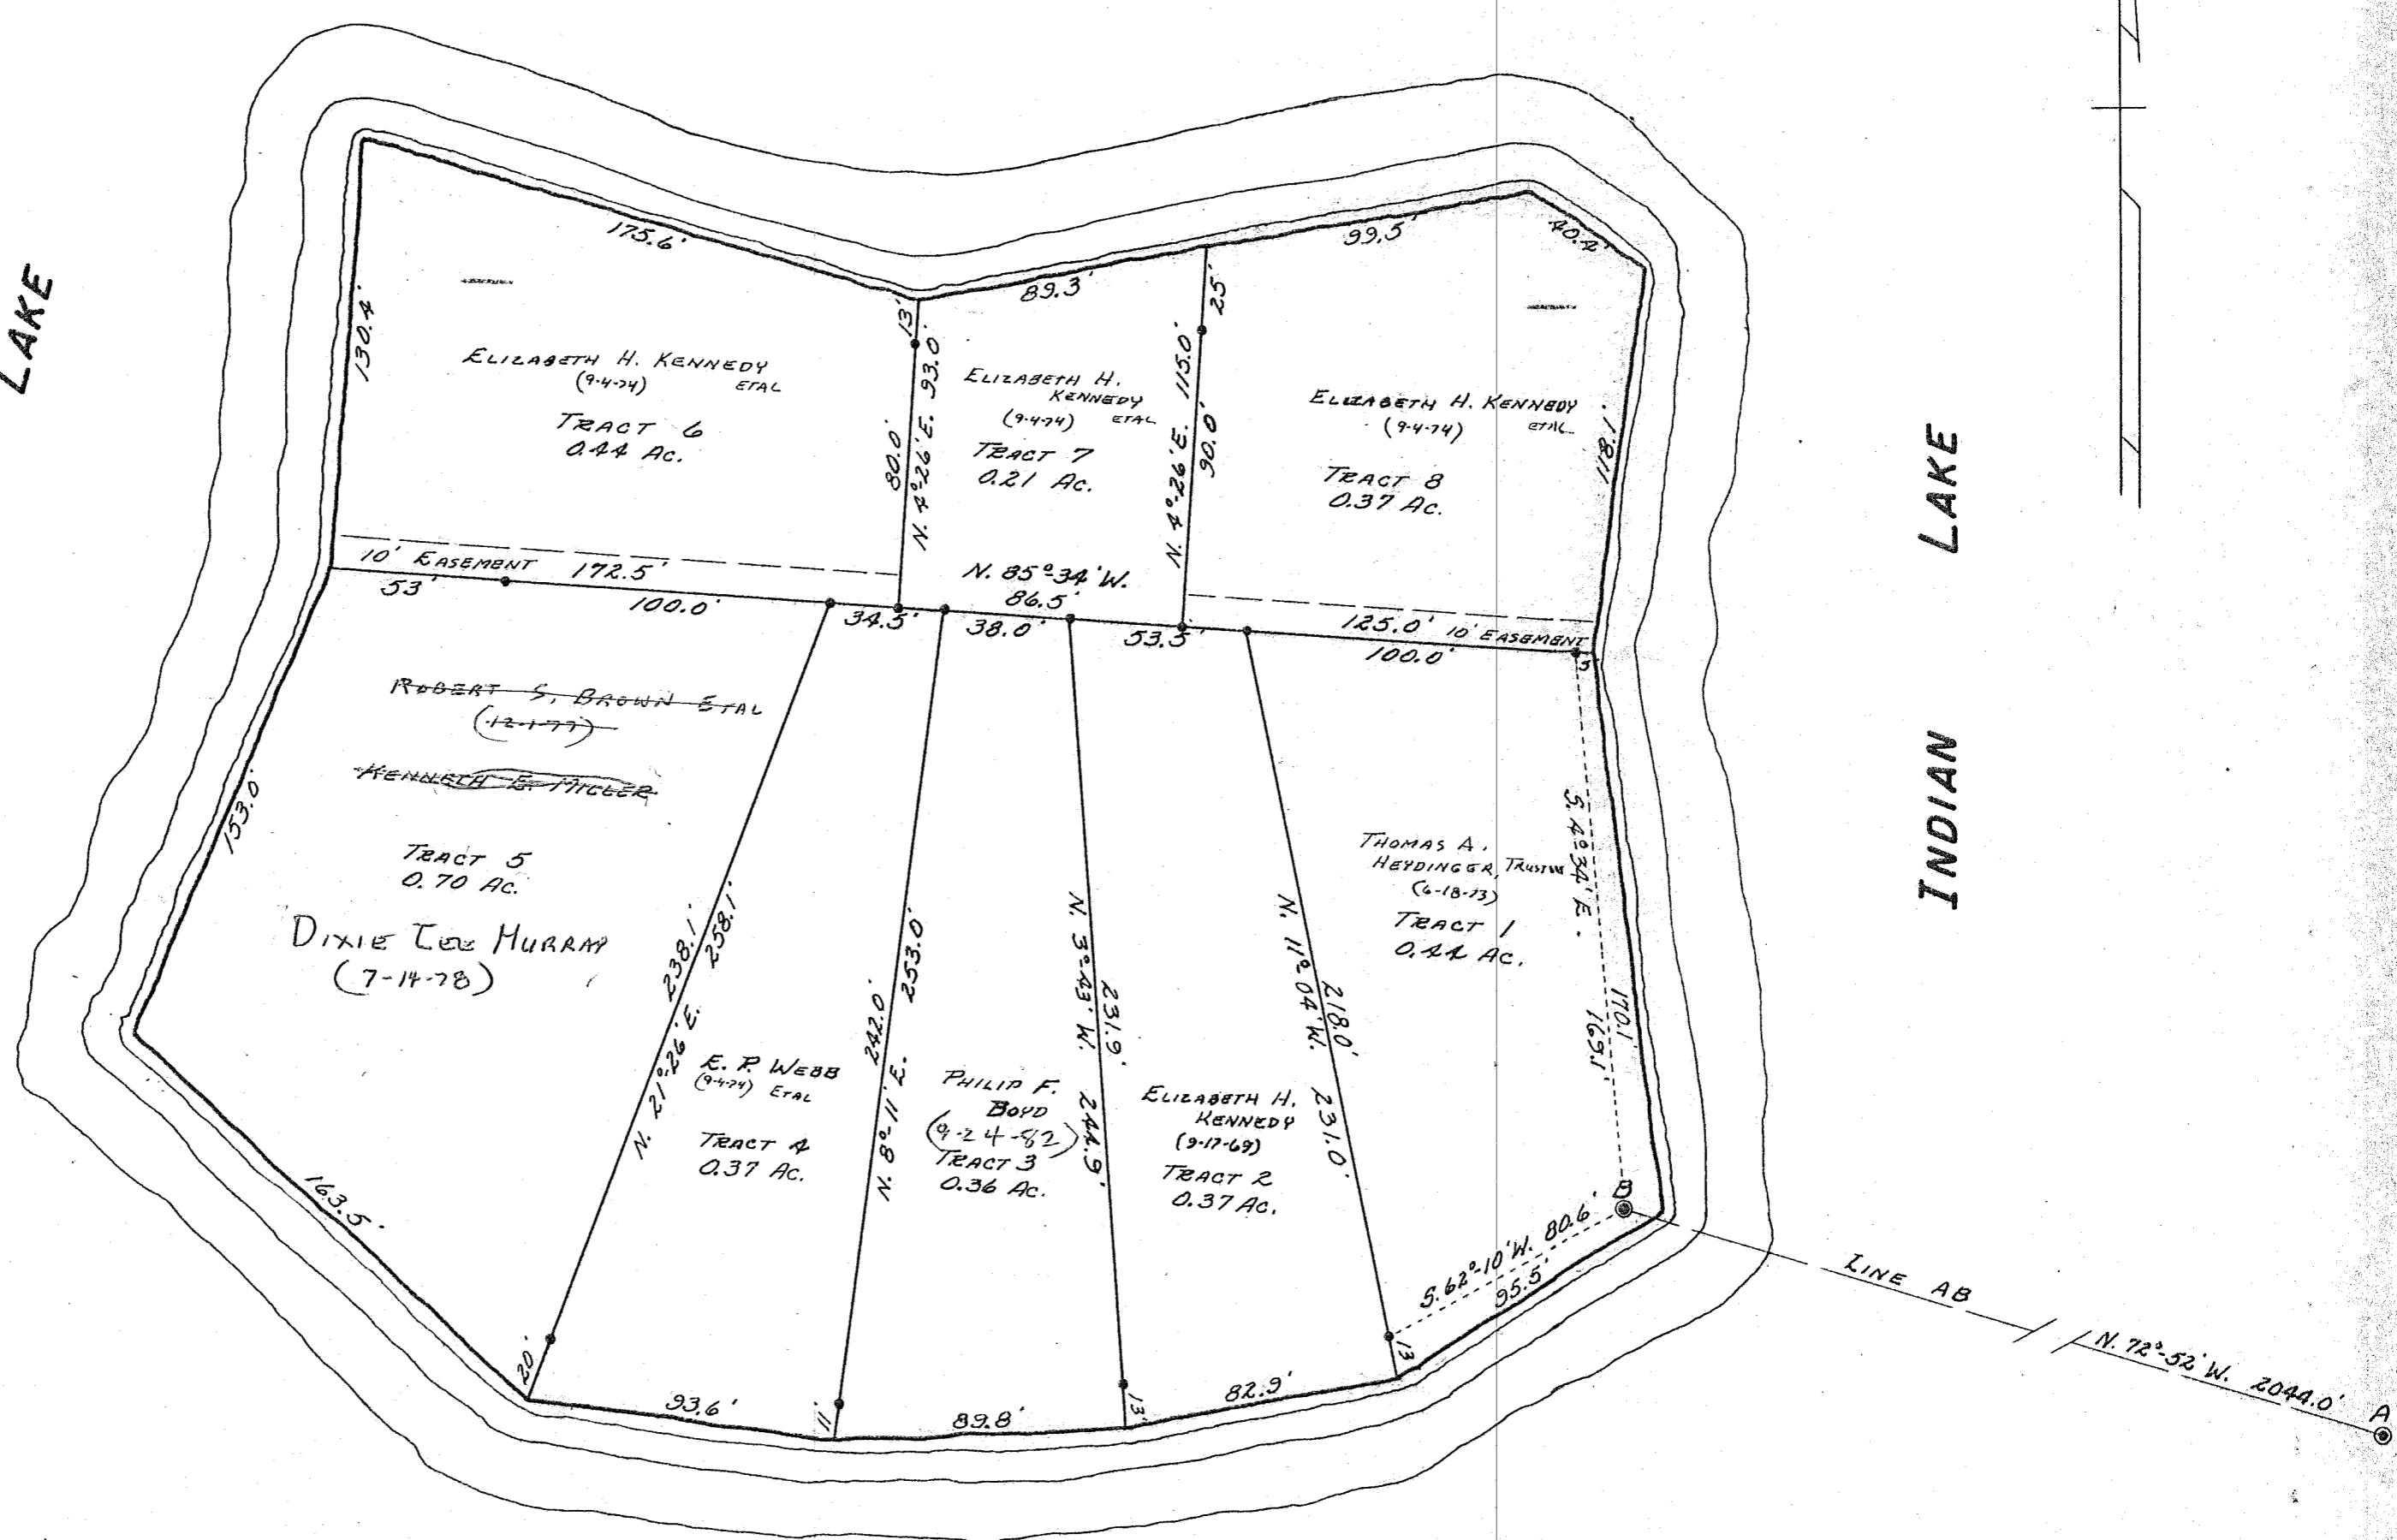 LAKE
175.6'
130.4'
ELIZABETH H. KENNEDY
(9-4-74) ETAL
TRACT 6
0.44 AC.
13'
80.0'
N. 4°-26' E. 93.0'
89.3'
ELIZABETH H.
KENNEDY
(9-4-74) ETAL
TRACT 7
0.21 AC.
25'
N. 4°-26' E. 115.0'
90.0'
99.5'
40.4'
ELIZABETH H. KENNEDY
(9-4-74) ETAL
TRACT 8
0.37 AC.
118.1'
10' EASEMENT 172.5'
53'
100.0'
34.5'
N. 85°-34' W.
86.5'
38.0'
53.5'
125.0' 10' EASEMENT
100.0'
5'
ROBERT S. BROWN ETAL
(12-1-77)
KENNETH E. MILLER
TRACT 5
0.70 AC.
DIXIE LEE MURRAY
(7-14-78)
153.0'
163.5'
N. 21°-26' E.
238.1'
258.1'
20'
E. P. WEBB
(9-4-74) ETAL
TRACT 4
0.37 AC.
93.6'
242.0'
N. 8°-11' E. 253.0'
11'
PHILIP F.
BOYD
(9-24-82)
TRACT 3
0.36 AC.
89.8'
N. 3°-43' W. 244.9'
231.9'
13'
ELIZABETH H.
KENNEDY
(9-17-69)
TRACT 2
0.37 AC.
82.9'
N. 11°-04' W. 231.0'
218.0'
13
THOMAS A.
HEYDINGER, TRUSTEE
(6-18-73)
TRACT 1
0.44 AC.
S. 4°-34' E.
169.1'
170.1'
S. 62°-10' W. 80.6'
95.5'
B
LINE AB
N. 72°-52' W. 2044.0'
A
INDIAN LAKE